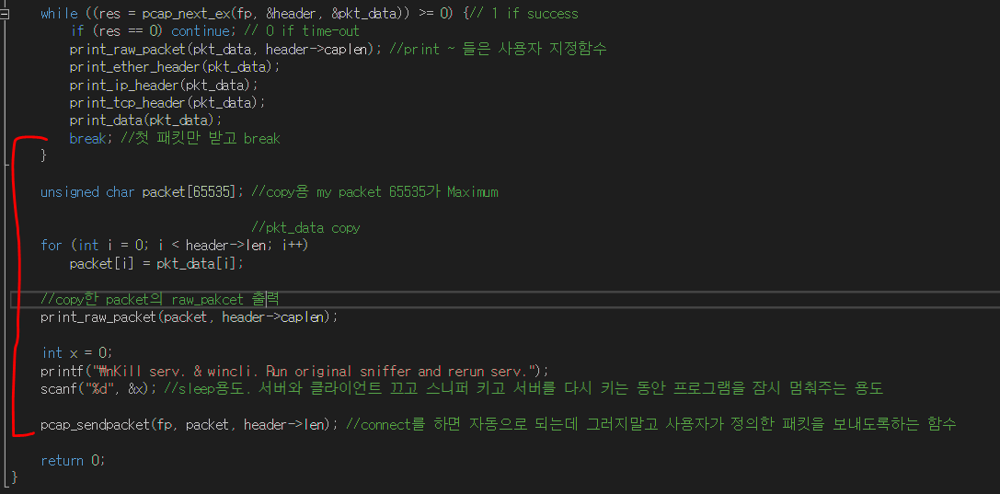 while ((res = pcap_next_ex(fp, &header, &pkt_data)) >= 0) {// 1 if success
if (res == 0) continue; // 0 if time-out
print_raw_packet(pkt_data, header->caplen); //print ~ 들은 사용자 지정함수
print_ether_header(pkt_data);
print_ip_header(pkt_data);
print_tcp_header(pkt_data);
print_data(pkt_data);
break; //첫 패킷만 받고 break
}
unsigned char packet[65535]; //copy용 my packet 65535가 Maximum
//pkt_data copy
for (int i = 0; i < header->len; i++)
packet[i] = pkt_data[i];
//copy한 packet의 raw_pakcet 출력
print_raw_packet(packet, header->caplen);
int x = 0;
printf("₩nKill serv. & wincli. Run original sniffer and rerun serv.");
scanf("%d", &x); //sleep용도. 서버와 클라이언트 끄고 스니퍼 키고 서버를 다시 키는 동안 프로그램을 잠시 멈춰주는 용도
pcap_sendpacket(fp, packet, header->len); //connect를 하면 자동으로 되는데 그러지말고 사용자가 정의한 패킷을 보내도록하는 함수
return 0;
}